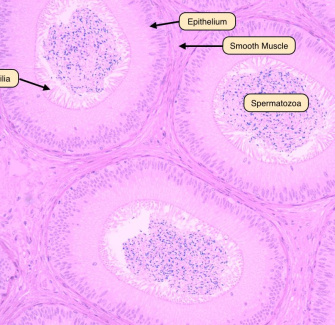 Epithelium
Smooth Muscle
ilia
Spermatozoa